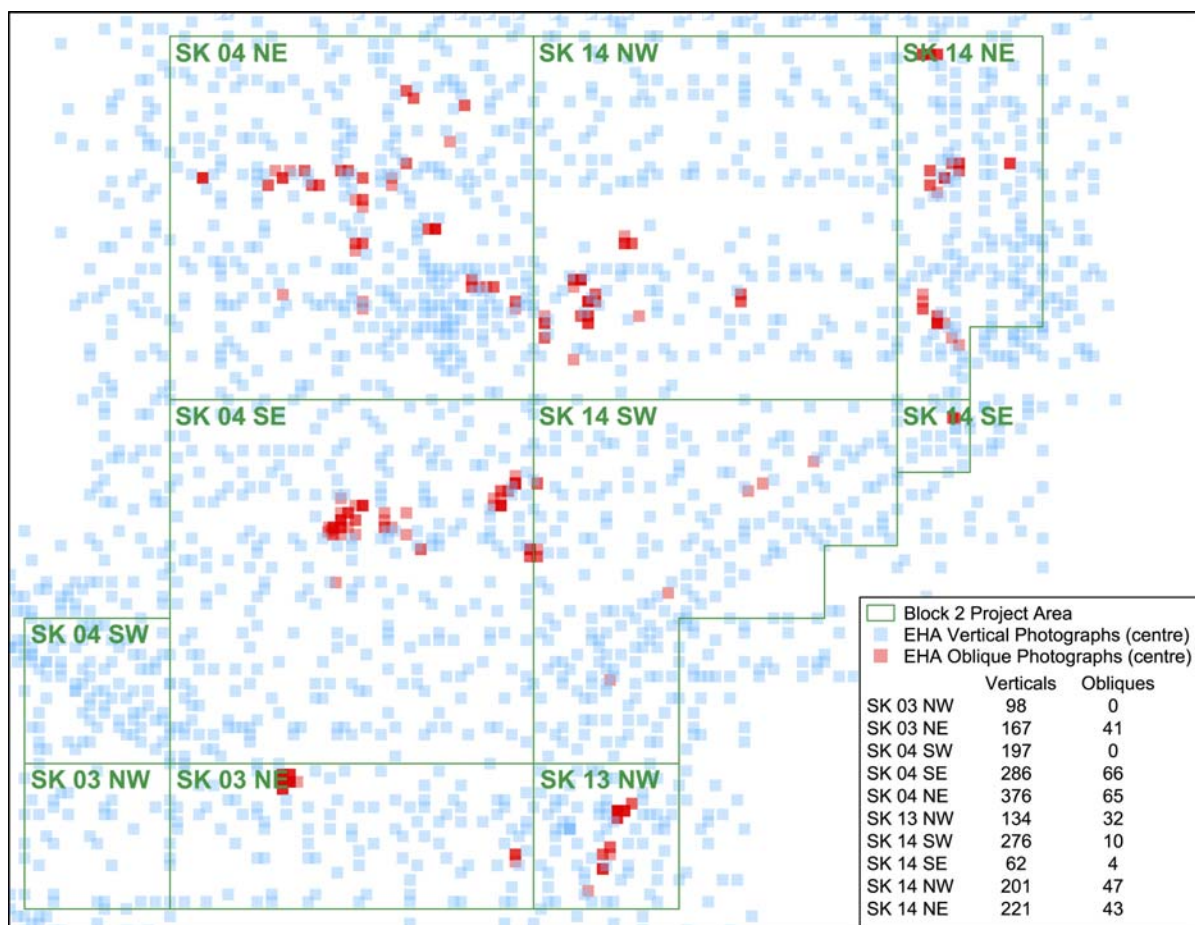 SK 04 NE
SK 14 NW
SK 14 NE
SK 04 SE
SK 14 SW
SK 14 SE
SK 04 SW
SK 03 NW
SK 03 NE
SK 13 NW
Block 2 Project Area
EHA Vertical Photographs (centre)
EHA Oblique Photographs (centre)
Verticals Obliques
SK 03 NW 98 0
SK 03 NE 167 41
SK 04 SW 197 0
SK 04 SE 286 66
SK 04 NE 376 65
SK 13 NW 134 32
SK 14 SW 276 10
SK 14 SE 62 4
SK 14 NW 201 47
SK 14 NE 221 43